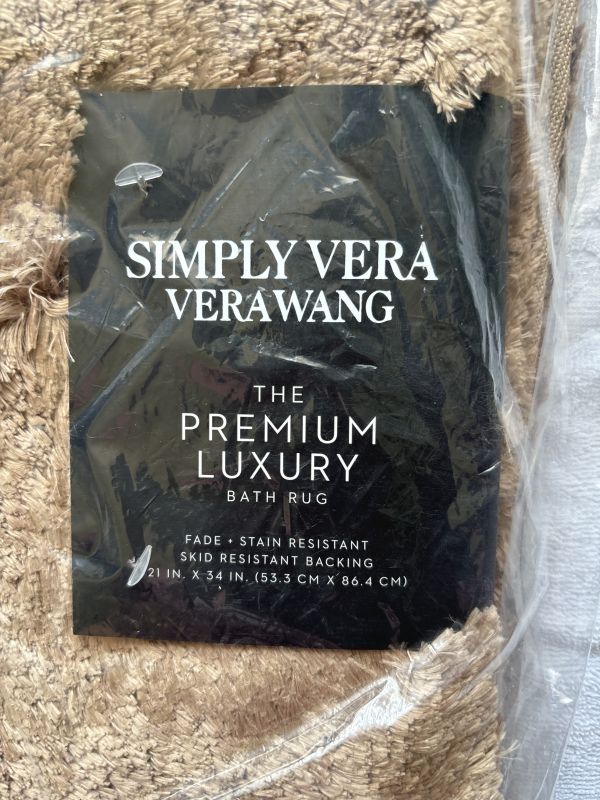 SIMPLY VERA
VERAWANG
THE
PREMIUM
LUXURY
BATH RUG
FADE + STAIN RESISTANT
SKID RESISTANT BACKING
21 IN. X 34 IN. (53.3 CM X 86.4 CM)